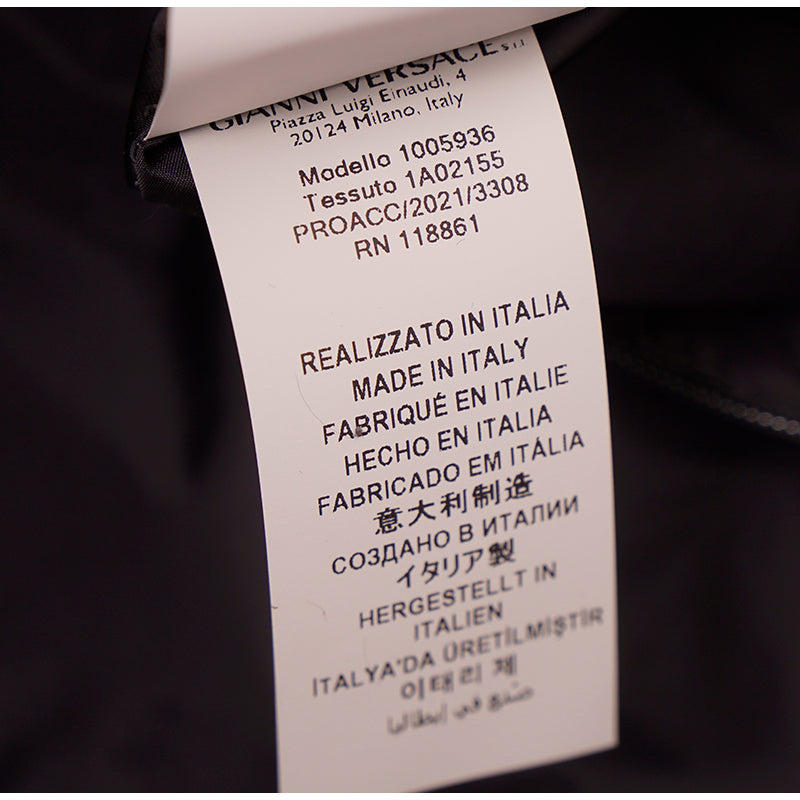 GIANNI VERSACE S.r.l.
Piazza Luigi Einaudi, 4
20124 Milano, Italy
Modello 1005936
Tessuto 1A02155
PROACC/2021/3308
RN 118861
REALIZZATO IN ITALIA
MADE IN ITALY
FABRIQUÉ EN ITALIE
HECHO EN ITALIA
FABRICADO EM ITÁLIA
意大利制造
СОЗДАНО В ИТАЛИИ
イタリア製
HERGESTELLT IN
ITALIEN
İTALYA'DA ÜRETİLMİŞTİR
이태리 제
صنع في إيطاليا